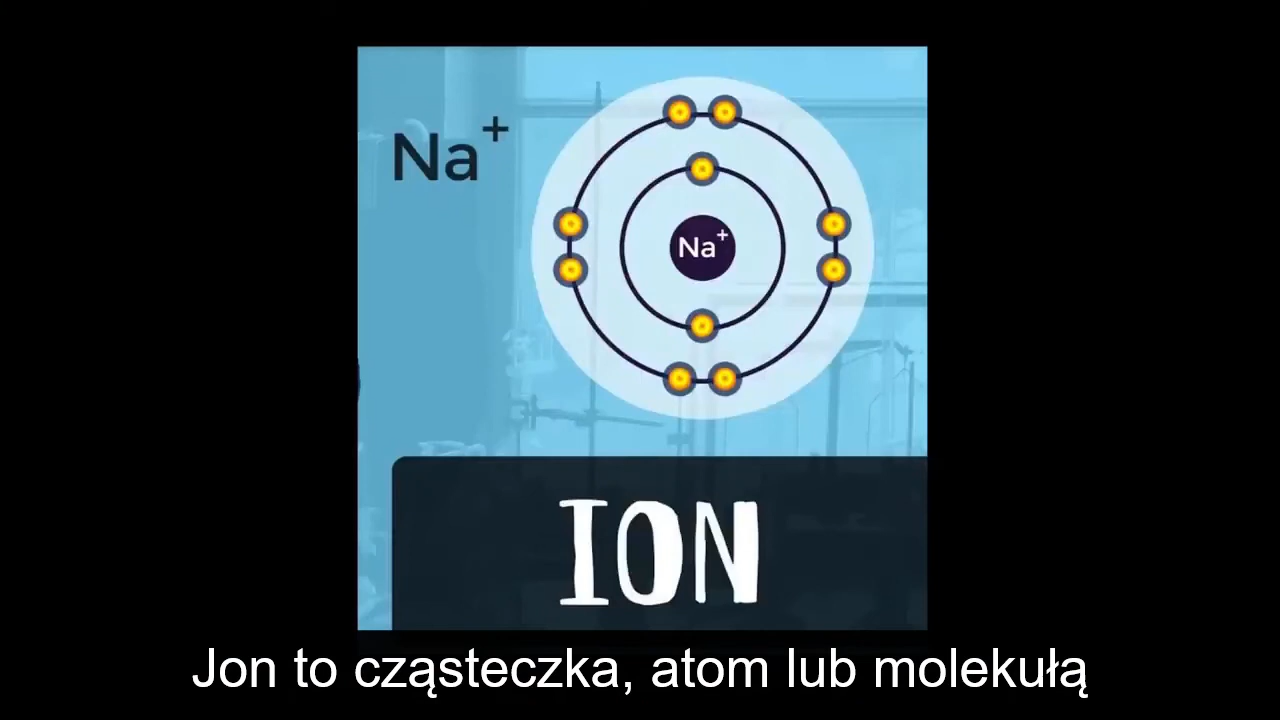 Na⁺
Na⁺
ION
Jon to cząsteczka, atom lub molekułą